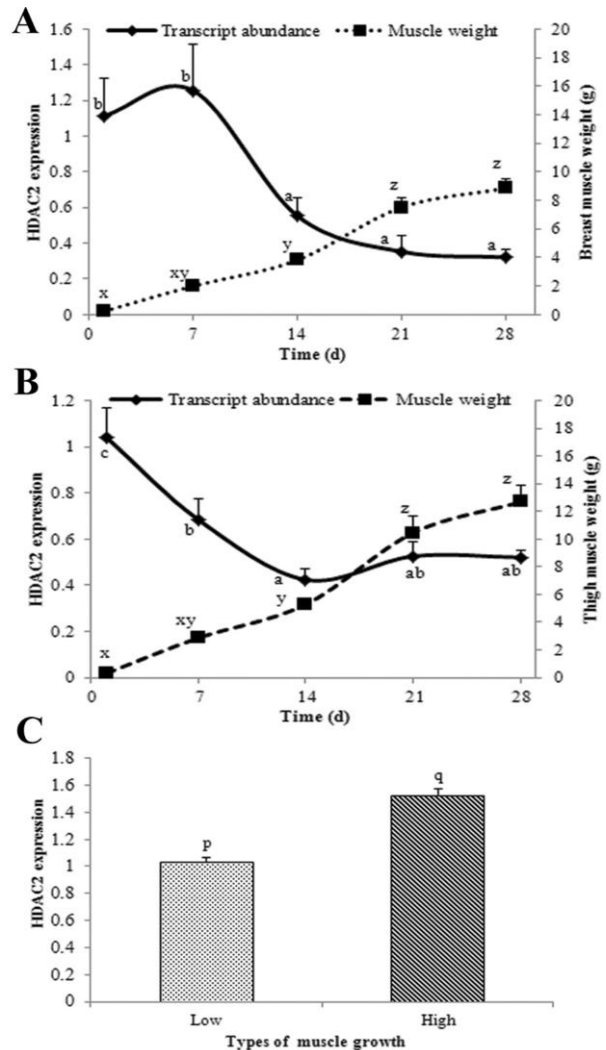 A
Transcript abundance
Muscle weight
HDAC2 expression
1.6
1.4
1.2
1
0.8
0.6
0.4
0.2
0
b
b
a
a
a
x
xy
y
z
z
20
18
16
14
12
10
8
6
4
2
0
Breast muscle weight (g)
0 7 14 21 28
Time (d)
B
Transcript abundance
Muscle weight
HDAC2 expression
1.2
1
0.8
0.6
0.4
0.2
0
c
b
a
ab
ab
x
xy
y
z
z
20
18
16
14
12
10
8
6
4
2
0
Thigh muscle weight (g)
0 7 14 21 28
Time (d)
C
HDAC2 expression
1.8
1.6
1.4
1.2
1
0.8
0.6
0.4
0.2
0
p
q
Low High
Types of muscle growth